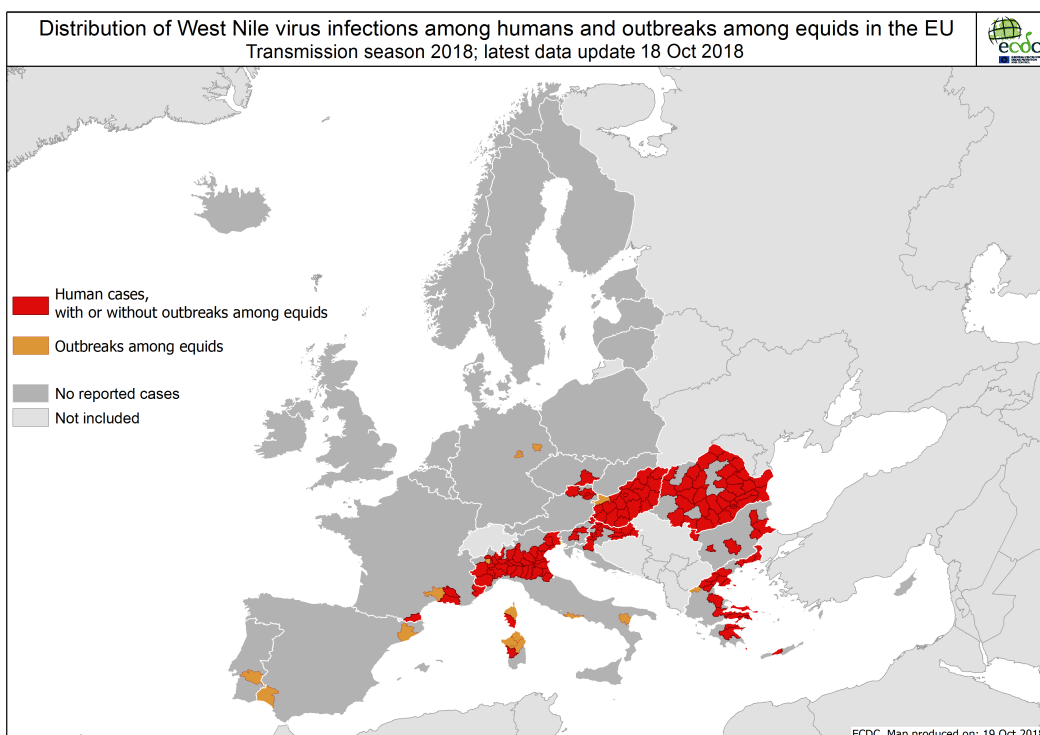 Distribution of West Nile virus infections among humans and outbreaks among equids in the EU
Transmission season 2018; latest data update 18 Oct 2018
ecdc
Human cases,
with or without outbreaks among equids
Outbreaks among equids
No reported cases
Not included
ECDC. Map produced on: 19 Oct 2018